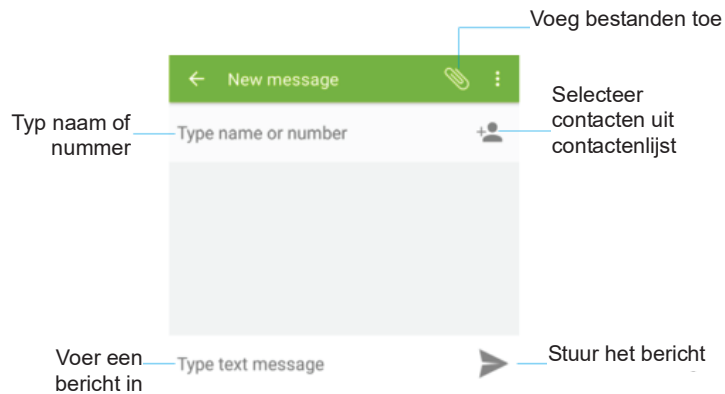 Voeg bestanden toe
New message
Selecteer
contacten uit
contactenlijst
Typ naam of
nummer
Type name or number
Voer een
bericht in
Type text message
Stuur het bericht